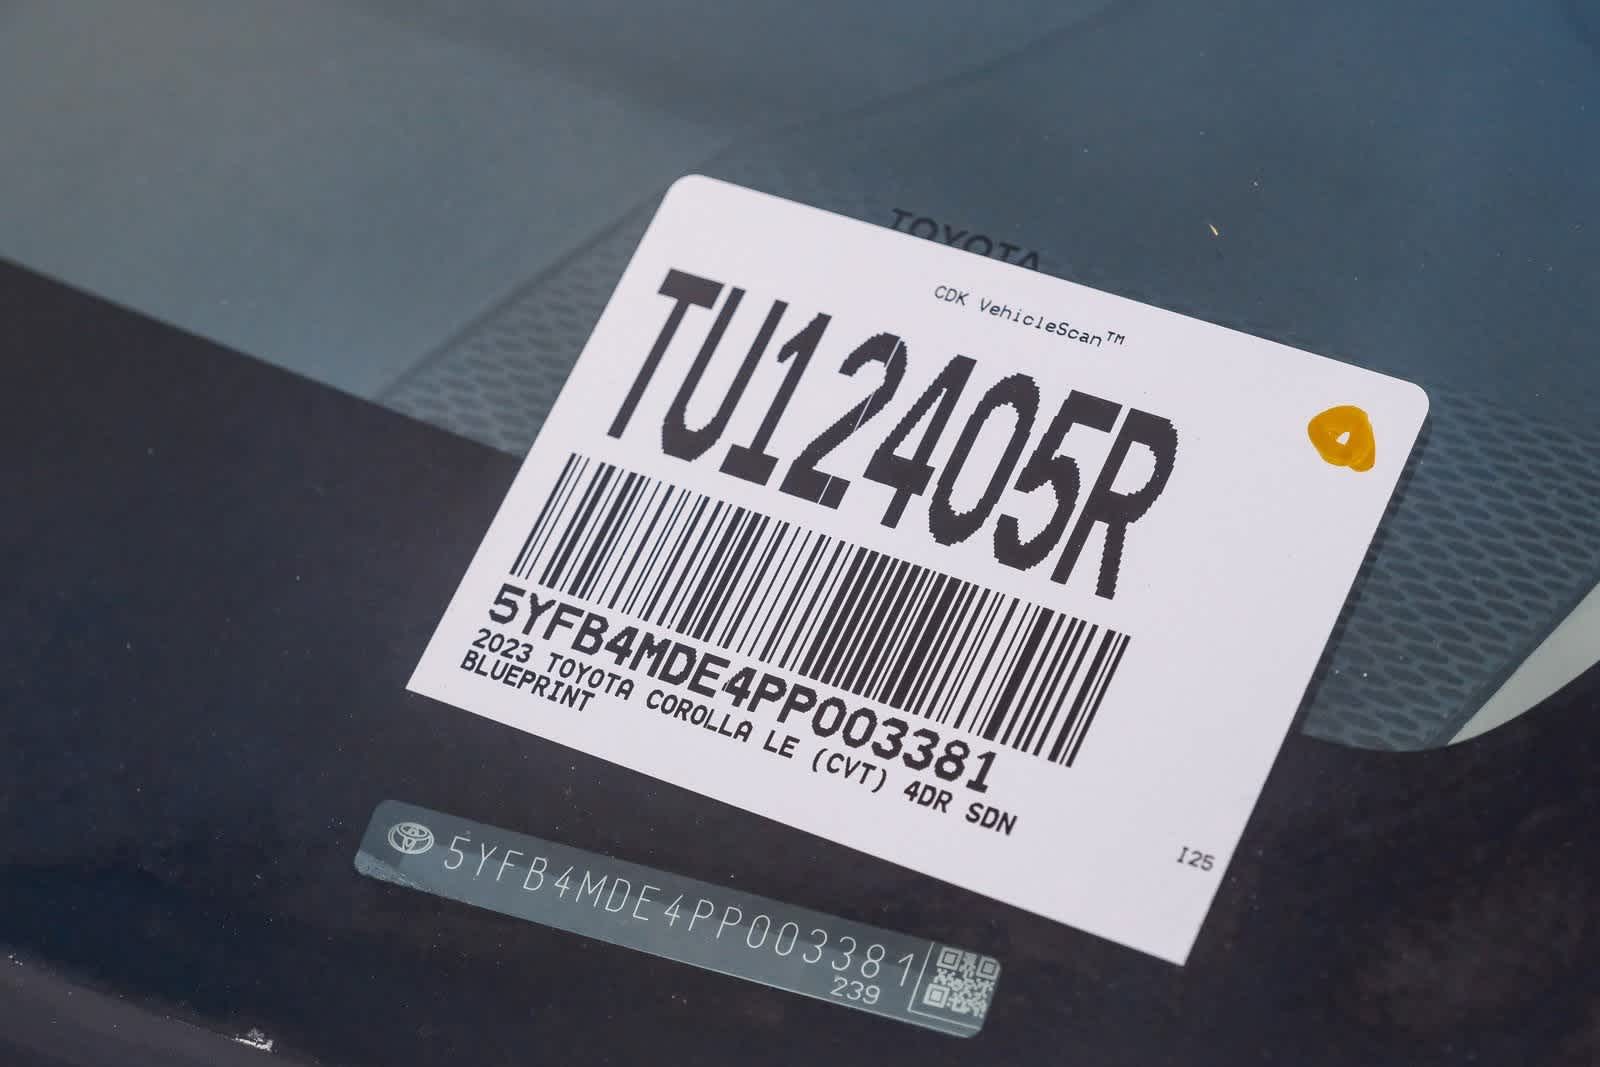 TOYOTA
CDK VehicleScan™
TU12405R
5YFB4MDE4PP003381
2023 TOYOTA COROLLA LE (CVT) 4DR SDN
BLUEPRINT
I25
5YFB4MDE4PP003381
239